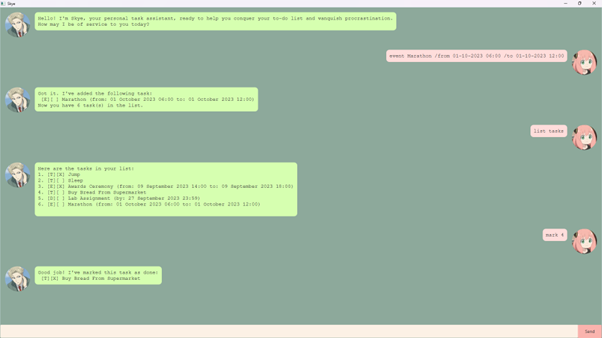 Skye
Hello! I'm Skye, your personal task assistant, ready to help you conquer your to-do list and vanquish procrastination.
How may I be of service to you today?
event Marathon /from 01-10-2023 06:00 /to 01-10-2023 12:00
Got it. I've added the following task:
[E][ ] Marathon (from: 01 October 2023 06:00 to: 01 October 2023 12:00)
Now you have 6 task(s) in the list.
list tasks
Here are the tasks in your list:
1. [T][X] Jump
2. [T][ ] Sleep
3. [E][X] Awards Ceremony (from: 09 September 2023 14:00 to: 09 September 2023 18:00)
4. [T][ ] Buy Bread From Supermarket
5. [D][ ] Lab Assignment (by: 27 September 2023 23:59)
6. [E][ ] Marathon (from: 01 October 2023 06:00 to: 01 October 2023 12:00)
mark 4
Good job! I've marked this task as done:
[T][X] Buy Bread From Supermarket
Send